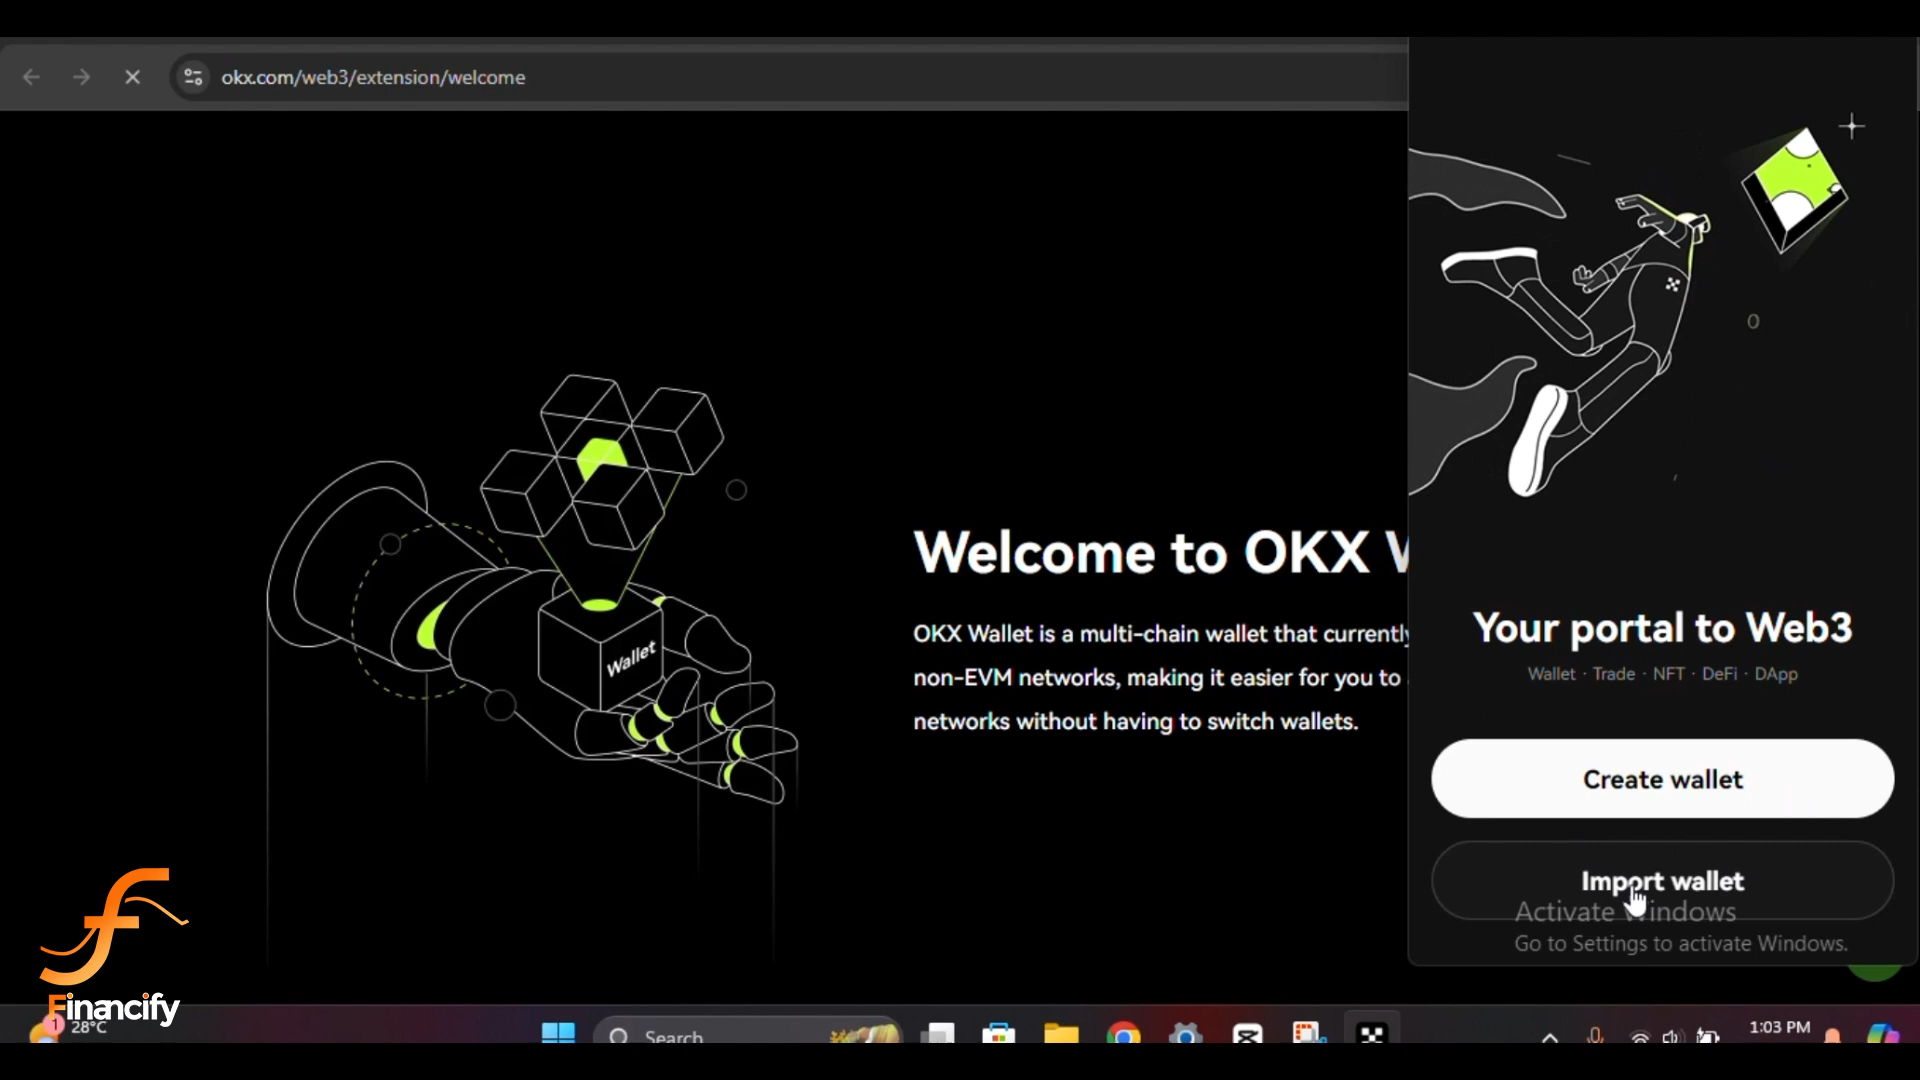 okx.com/web3/extension/welcome
Wallet
Welcome to OKX
OKX Wallet is a multi-chain wallet that currently
non-EVM networks, making it easier for you to
networks without having to switch wallets.
Your portal to Web3
Wallet · Trade · NFT · DeFi · DApp
Create wallet
Import wallet
Activate Windows
Go to Settings to activate Windows.
Financify
1
28°C
Search
1:03 PM